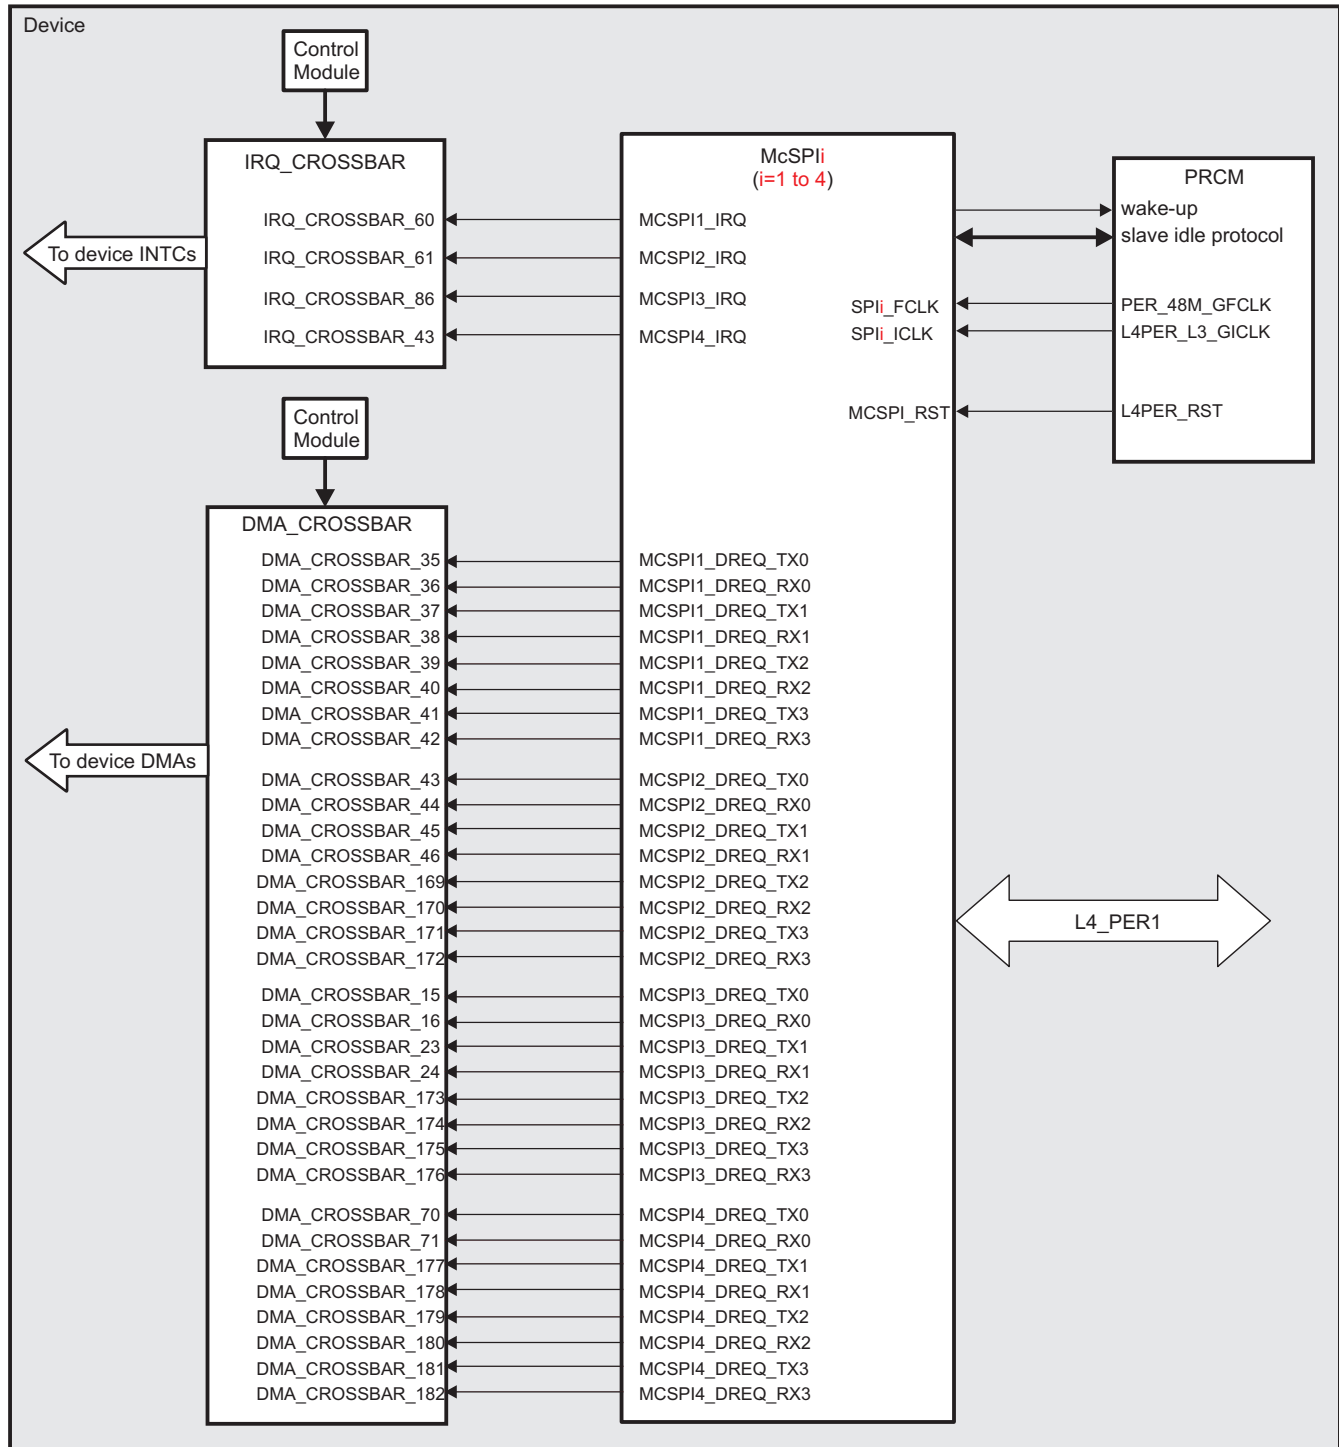 Device
Control
Module
IRQ_CROSSBAR
IRQ_CROSSBAR_60
IRQ_CROSSBAR_61
IRQ_CROSSBAR_86
IRQ_CROSSBAR_43
To device INTCs
McSPIi
(i=1 to 4)
MCSPI1_IRQ
MCSPI2_IRQ
MCSPI3_IRQ
MCSPI4_IRQ
SPIi_FCLK
SPIi_ICLK
MCSPI_RST
PRCM
wake-up
slave idle protocol
PER_48M_GFCLK
L4PER_L3_GICLK
L4PER_RST
Control
Module
DMA_CROSSBAR
DMA_CROSSBAR_35
DMA_CROSSBAR_36
DMA_CROSSBAR_37
DMA_CROSSBAR_38
DMA_CROSSBAR_39
DMA_CROSSBAR_40
DMA_CROSSBAR_41
DMA_CROSSBAR_42
DMA_CROSSBAR_43
DMA_CROSSBAR_44
DMA_CROSSBAR_45
DMA_CROSSBAR_46
DMA_CROSSBAR_169
DMA_CROSSBAR_170
DMA_CROSSBAR_171
DMA_CROSSBAR_172
DMA_CROSSBAR_15
DMA_CROSSBAR_16
DMA_CROSSBAR_23
DMA_CROSSBAR_24
DMA_CROSSBAR_173
DMA_CROSSBAR_174
DMA_CROSSBAR_175
DMA_CROSSBAR_176
DMA_CROSSBAR_70
DMA_CROSSBAR_71
DMA_CROSSBAR_177
DMA_CROSSBAR_178
DMA_CROSSBAR_179
DMA_CROSSBAR_180
DMA_CROSSBAR_181
DMA_CROSSBAR_182
To device DMAs
MCSPI1_DREQ_TX0
MCSPI1_DREQ_RX0
MCSPI1_DREQ_TX1
MCSPI1_DREQ_RX1
MCSPI1_DREQ_TX2
MCSPI1_DREQ_RX2
MCSPI1_DREQ_TX3
MCSPI1_DREQ_RX3
MCSPI2_DREQ_TX0
MCSPI2_DREQ_RX0
MCSPI2_DREQ_TX1
MCSPI2_DREQ_RX1
MCSPI2_DREQ_TX2
MCSPI2_DREQ_RX2
MCSPI2_DREQ_TX3
MCSPI2_DREQ_RX3
MCSPI3_DREQ_TX0
MCSPI3_DREQ_RX0
MCSPI3_DREQ_TX1
MCSPI3_DREQ_RX1
MCSPI3_DREQ_TX2
MCSPI3_DREQ_RX2
MCSPI3_DREQ_TX3
MCSPI3_DREQ_RX3
MCSPI4_DREQ_TX0
MCSPI4_DREQ_RX0
MCSPI4_DREQ_TX1
MCSPI4_DREQ_RX1
MCSPI4_DREQ_TX2
MCSPI4_DREQ_RX2
MCSPI4_DREQ_TX3
MCSPI4_DREQ_RX3
L4_PER1